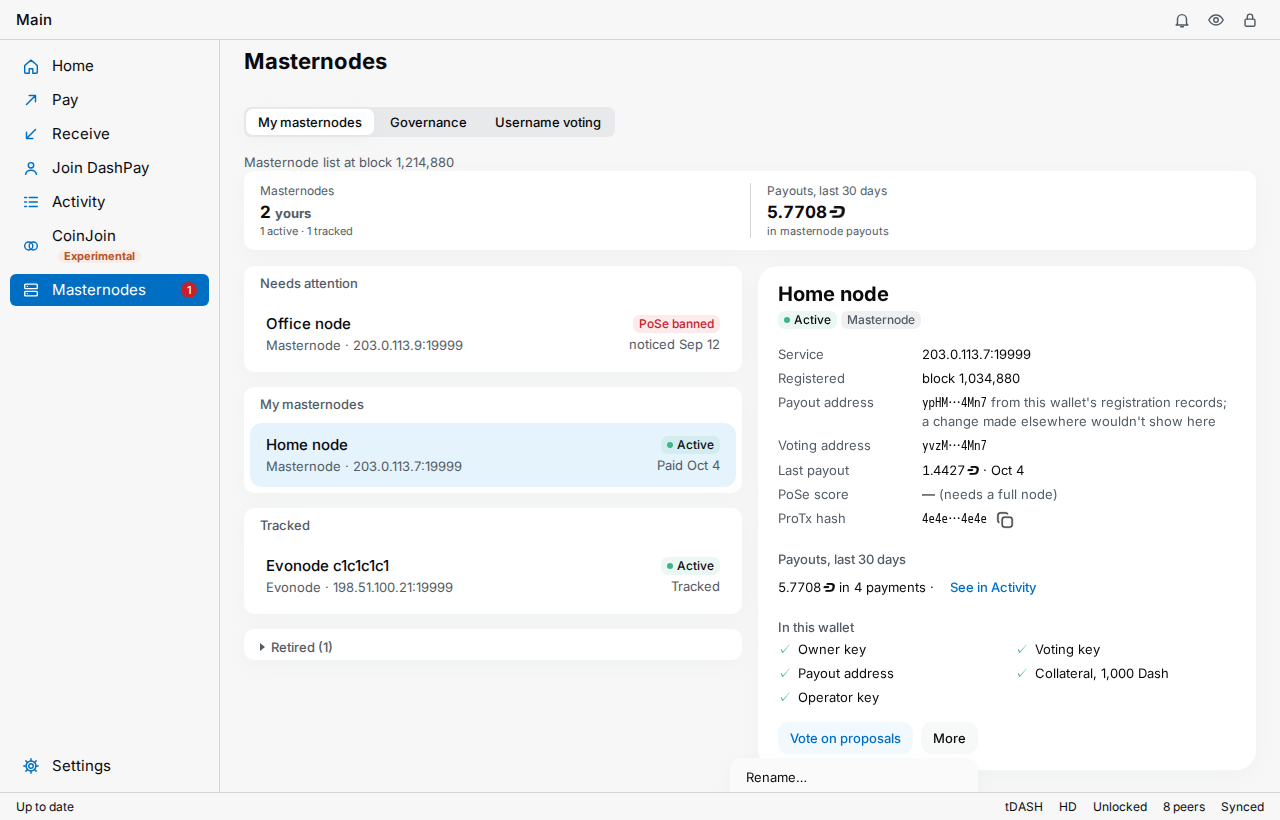 Main
Home
Pay
Receive
Join DashPay
Activity
CoinJoin
Experimental
Masternodes
1
Settings
Masternodes
My masternodes
Governance
Username voting
Masternode list at block 1,214,880
Masternodes
2 yours
1 active · 1 tracked
Payouts, last 30 days
5.7708
in masternode payouts
Needs attention
Office node
PoSe banned
Masternode · 203.0.113.9:19999
noticed Sep 12
My masternodes
Home node
Active
Masternode · 203.0.113.7:19999
Paid Oct 4
Tracked
Evonode c1c1c1c1
Active
Evonode · 198.51.100.21:19999
Tracked
Retired (1)
Home node
Active
Masternode
Service
203.0.113.7:19999
Registered
block 1,034,880
Payout address
ypHM···4Mn7 from this wallet's registration records;
a change made elsewhere wouldn't show here
Voting address
yvzM···4Mn7
Last payout
1.4427 · Oct 4
PoSe score
— (needs a full node)
ProTx hash
4e4e···4e4e
Payouts, last 30 days
5.7708 in 4 payments ·
See in Activity
In this wallet
✓ Owner key
✓ Voting key
✓ Payout address
✓ Collateral, 1,000 Dash
✓ Operator key
Vote on proposals
More
Rename...
Up to date
tDASH
HD
Unlocked
8 peers
Synced